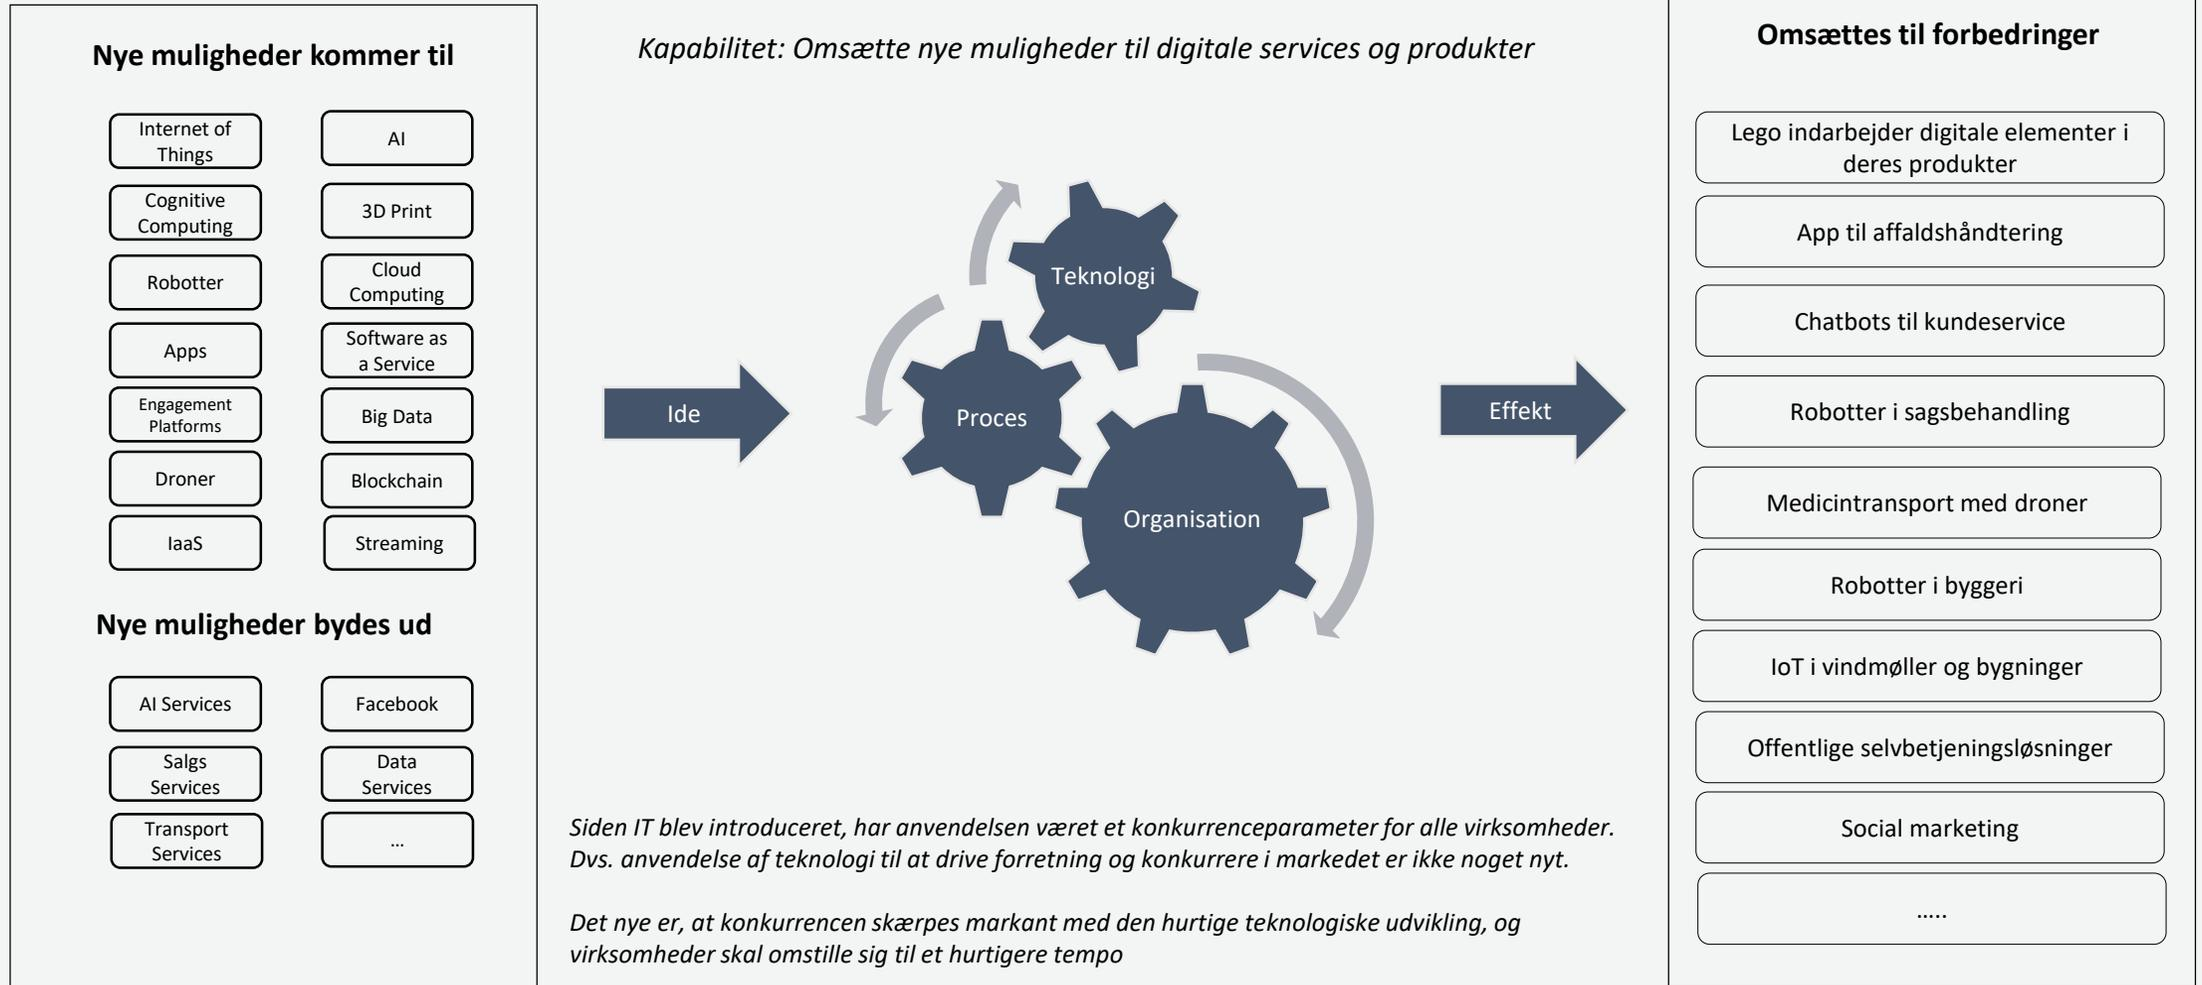 Nye muligheder kommer til
Internet of
Things
AI
Cognitive
Computing
3D Print
Robotter
Cloud
Computing
Apps
Software as
a Service
Engagement
Platforms
Big Data
Droner
Blockchain
IaaS
Streaming
Nye muligheder bydes ud
AI Services
Facebook
Salgs
Services
Data
Services
Transport
Services
...
Kapabilitet: Omsætte nye muligheder til digitale services og produkter
Ide
Teknologi
Proces
Organisation
Effekt
Siden IT blev introduceret, har anvendelsen været et konkurrenceparameter for alle virksomheder.
Dvs. anvendelse af teknologi til at drive forretning og konkurrere i markedet er ikke noget nyt.
Det nye er, at konkurrencen skærpes markant med den hurtige teknologiske udvikling, og
virksomheder skal omstille sig til et hurtigere tempo
Omsættes til forbedringer
Lego indarbejder digitale elementer i
deres produkter
App til affaldshåndtering
Chatbots til kundeservice
Robotter i sagsbehandling
Medicintransport med droner
Robotter i byggeri
IoT i vindmøller og bygninger
Offentlige selvbetjeningsløsninger
Social marketing
.....